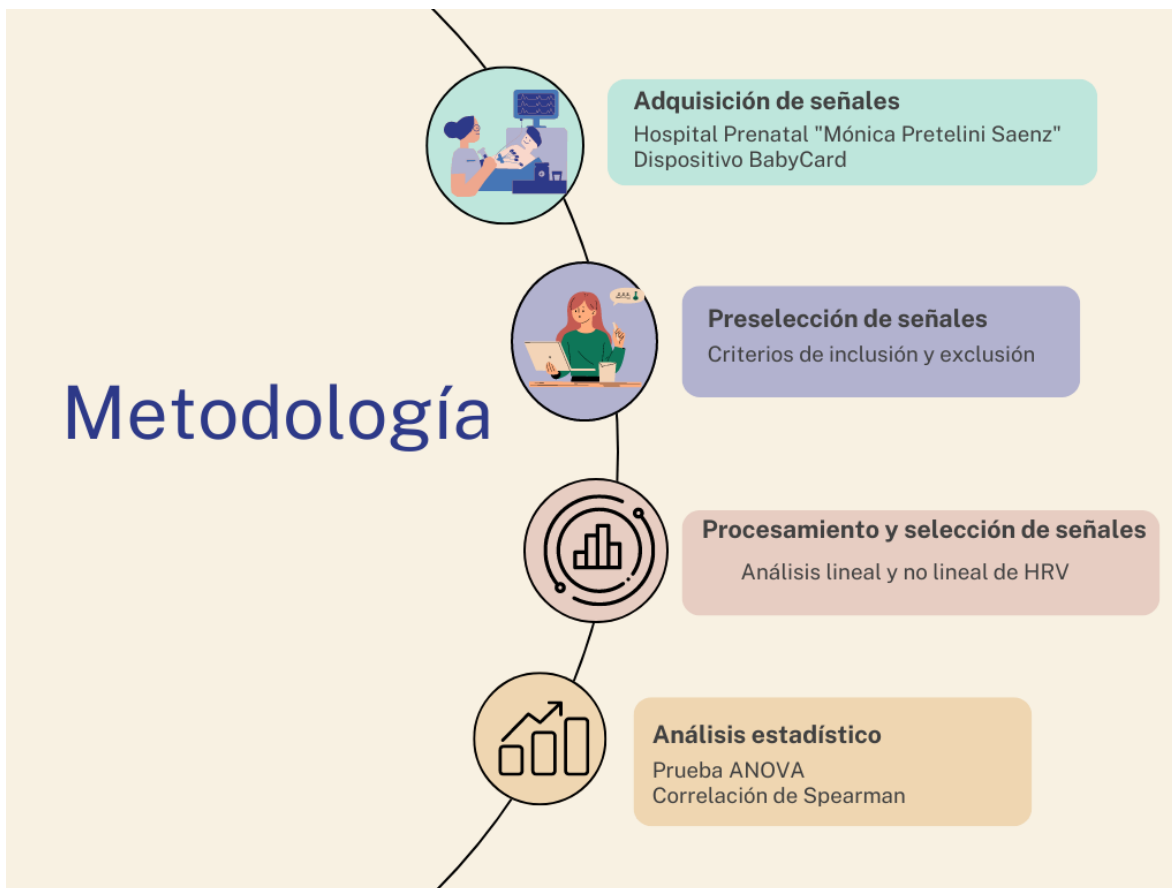 Metodología
Adquisición de señales
Hospital Prenatal "Mónica Pretelini Saenz"
Dispositivo BabyCard
Preselección de señales
Criterios de inclusión y exclusión
Procesamiento y selección de señales
Análisis lineal y no lineal de HRV
Análisis estadístico
Prueba ANOVA
Correlación de Spearman